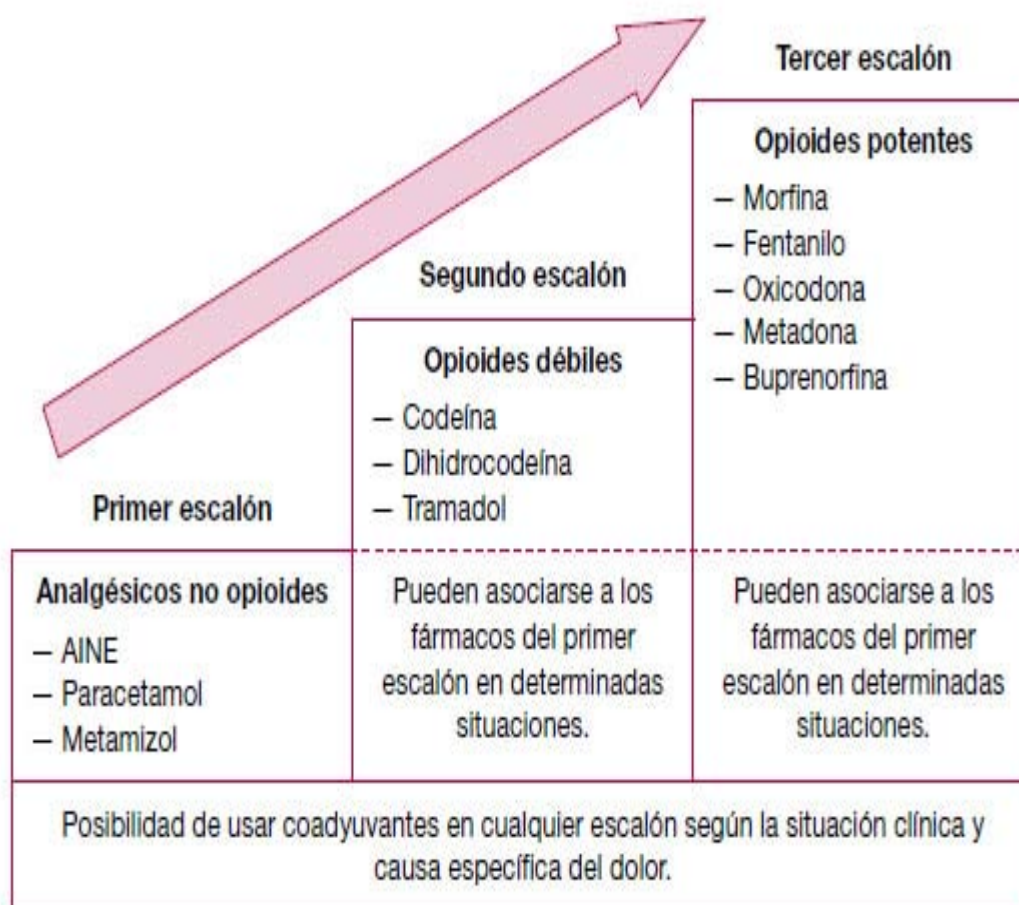 Tercer escalón
Opioides potentes
– Morfina
– Fentanilo
– Oxicodona
– Metadona
– Buprenorfina
Segundo escalón
Opioides débiles
– Codeína
– Dihidrocodeína
– Tramadol
Primer escalón
Analgésicos no opioides
– AINE
– Paracetamol
– Metamizol
Pueden asociarse a los
fármacos del primer
escalón en determinadas
situaciones.
Pueden asociarse a los
fármacos del primer
escalón en determinadas
situaciones.
Posibilidad de usar coadyuvantes en cualquier escalón según la situación clínica y
causa específica del dolor.